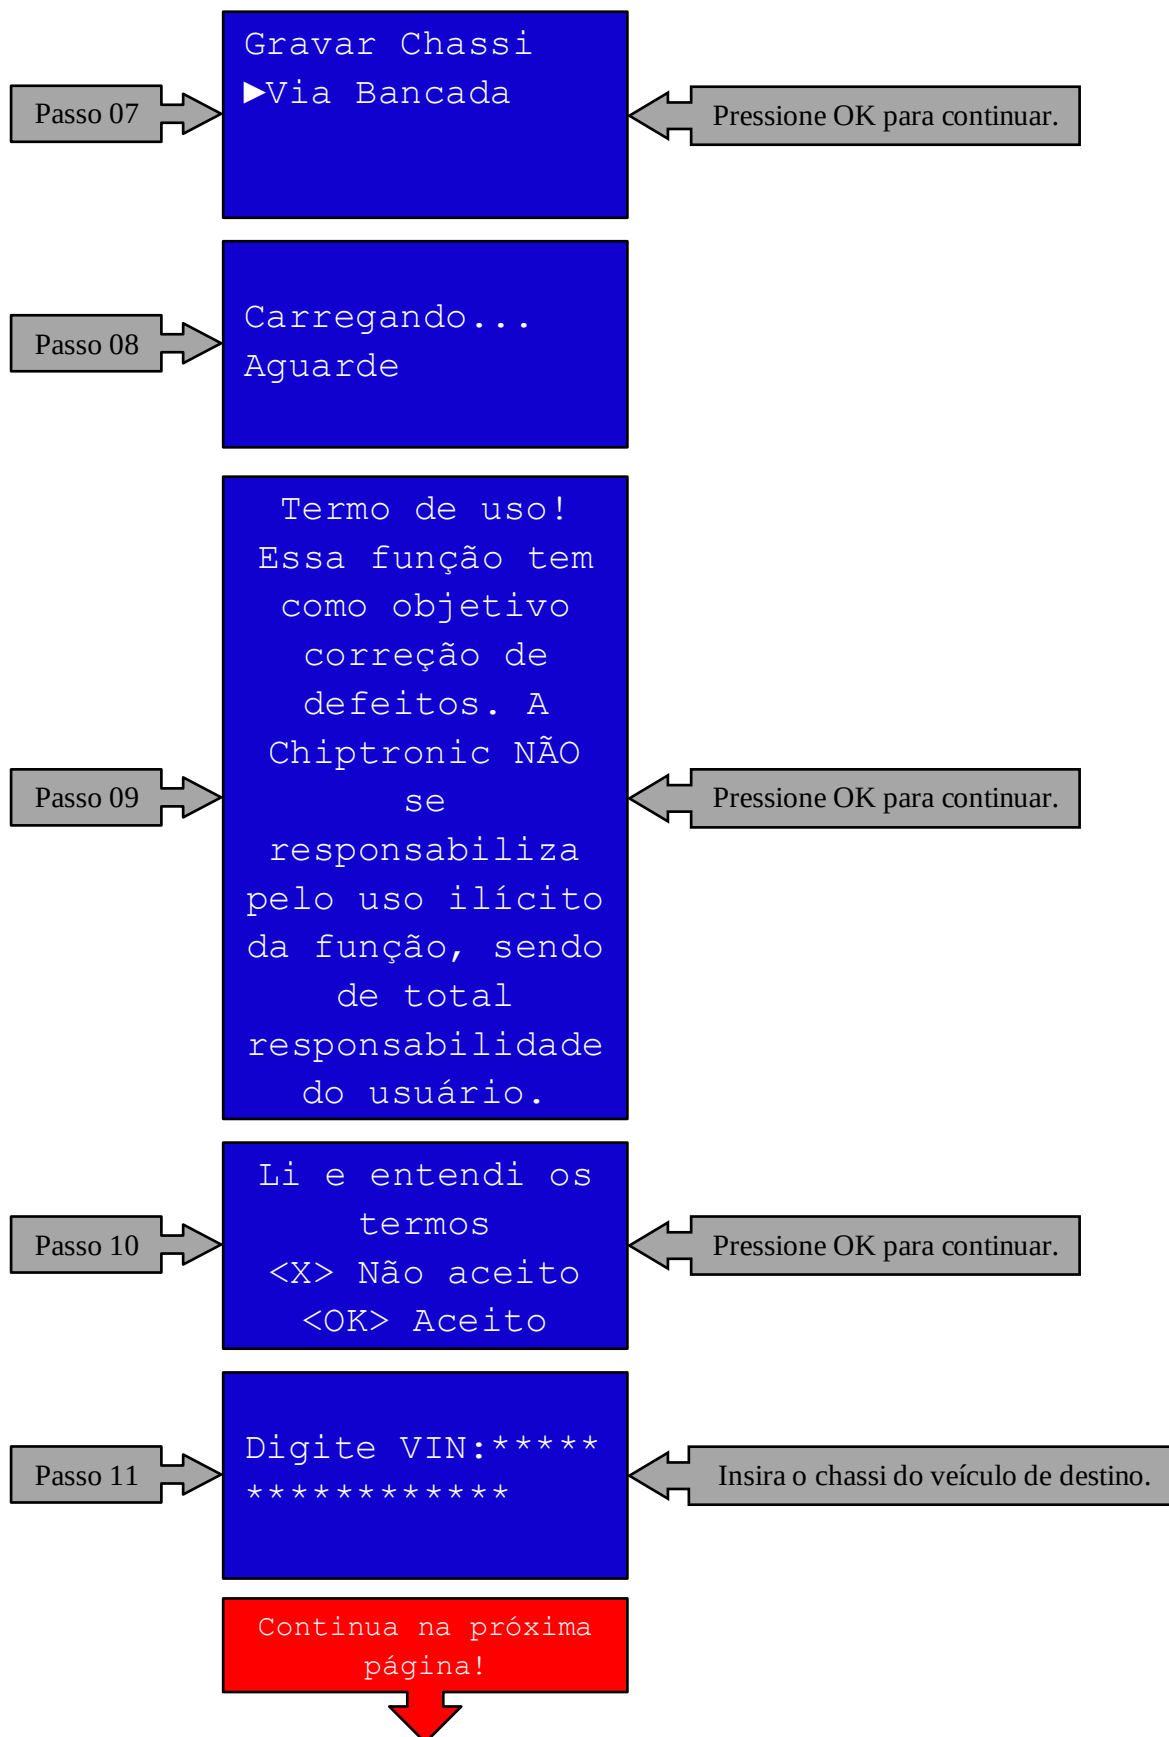 Gravar Chassi
►Via Bancada
Passo 07
Pressione OK para continuar.
Carregando...
Aguarde
Passo 08
Termo de uso!
Essa função tem
como objetivo
correção de
defeitos. A
Chiptronic NÃO
se
responsabiliza
pelo uso ilícito
da função, sendo
de total
responsabilidade
do usuário.
Passo 09
Pressione OK para continuar.
Li e entendi os
termos
<X> Não aceito
<OK> Aceito
Passo 10
Pressione OK para continuar.
Digite VIN:*****
************
Passo 11
Insira o chassi do veículo de destino.
Continua na próxima
página!